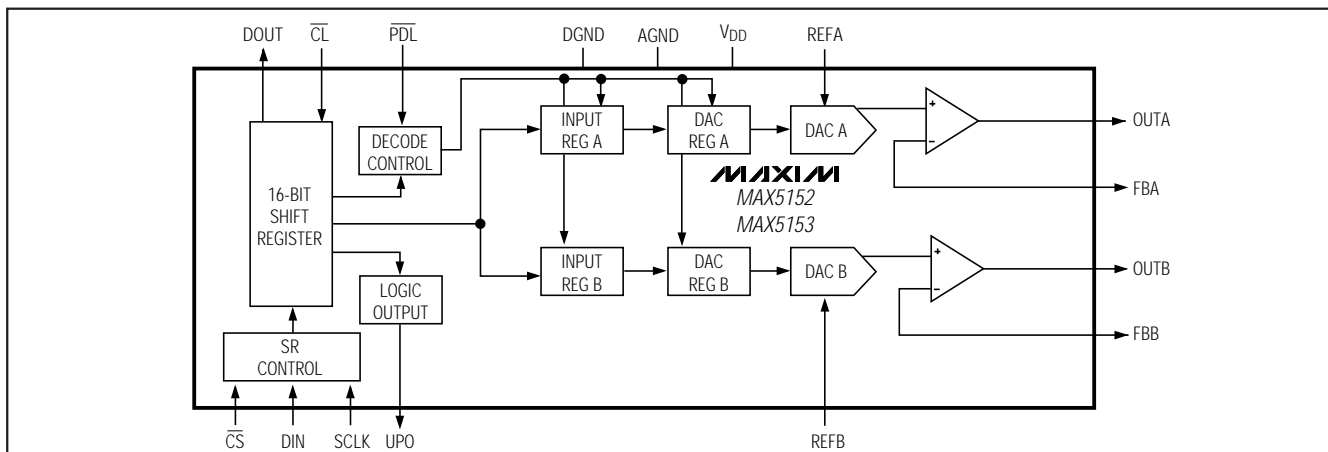 DOUT
CL
PDL
DGND
AGND
VDD
REFA
16-BIT
SHIFT
REGISTER
DECODE
CONTROL
INPUT
REG A
DAC
REG A
DAC A
+
−
OUTA
FBA
MAXIM
MAX5152
MAX5153
INPUT
REG B
DAC
REG B
DAC B
+
−
OUTB
FBB
LOGIC
OUTPUT
SR
CONTROL
CS
DIN
SCLK
UPO
REFB